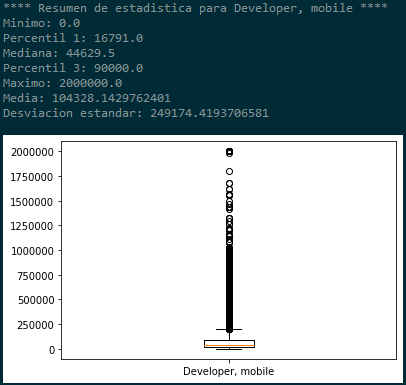 **** Resumen de estadistica para Developer, mobile ****
Minimo: 0.0
Percentil 1: 16791.0
Mediana: 44629.5
Percentil 3: 90000.0
Maximo: 2000000.0
Media: 104328.1429762401
Desviacion estandar: 249174.4193706581
2000000
1750000
1500000
1250000
1000000
750000
500000
250000
0
Developer, mobile